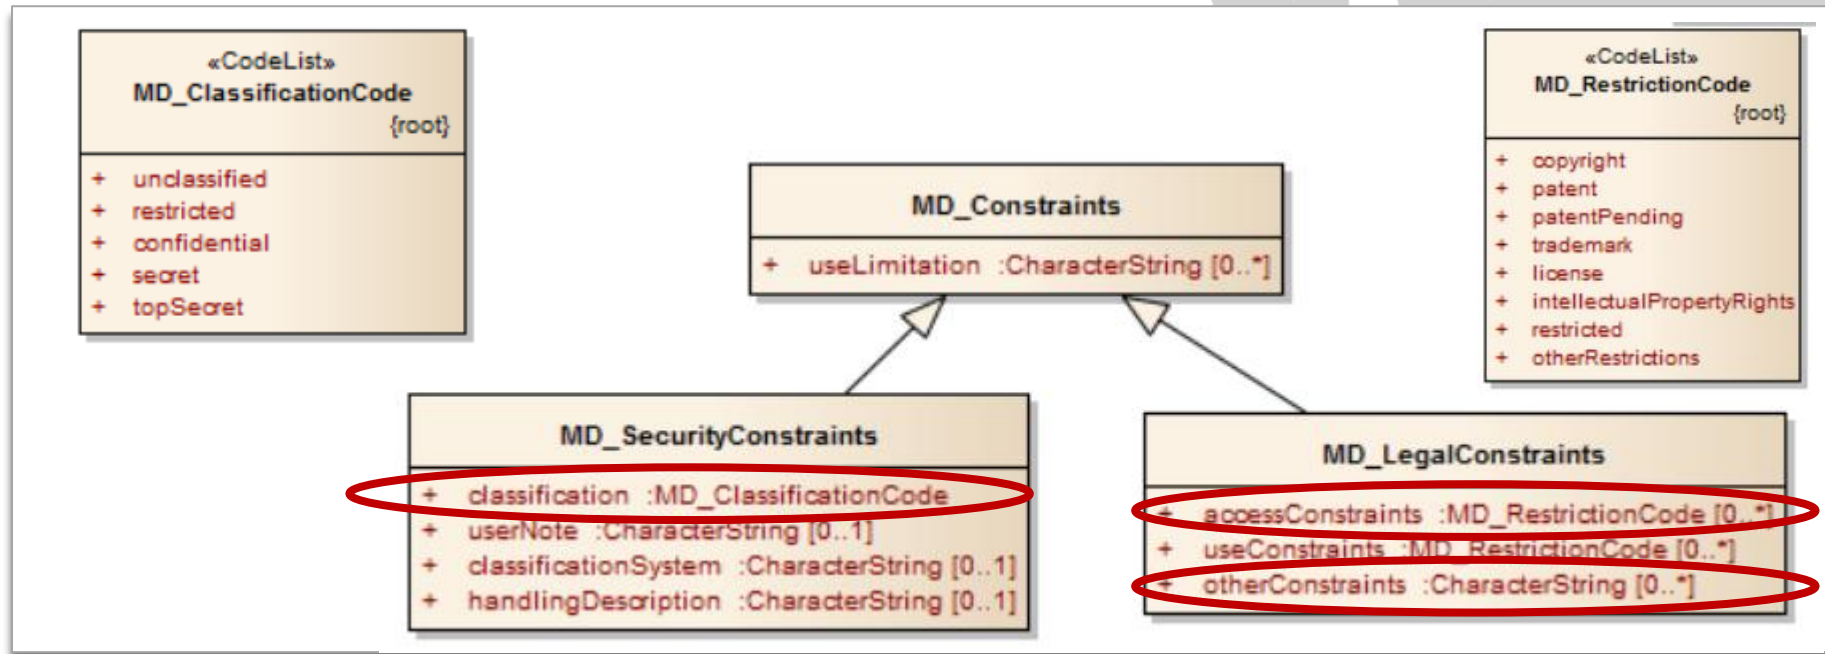 «CodeList»
MD_ClassificationCode
{root}
+ unclassified
+ restricted
+ confidential
+ secret
+ topSecret
«CodeList»
MD_RestrictionCode
{root}
+ copyright
+ patent
+ patentPending
+ trademark
+ license
+ intellectualPropertyRights
+ restricted
+ otherRestrictions
MD_Constraints
+ useLimitation :CharacterString [0..*]
MD_SecurityConstraints
+ classification :MD_ClassificationCode
+ userNote :CharacterString [0..1]
+ classificationSystem :CharacterString [0..1]
+ handlingDescription :CharacterString [0..1]
MD_LegalConstraints
+ accessConstraints :MD_RestrictionCode [0..*]
+ useConstraints :MD_RestrictionCode [0..*]
+ otherConstraints :CharacterString [0..*]